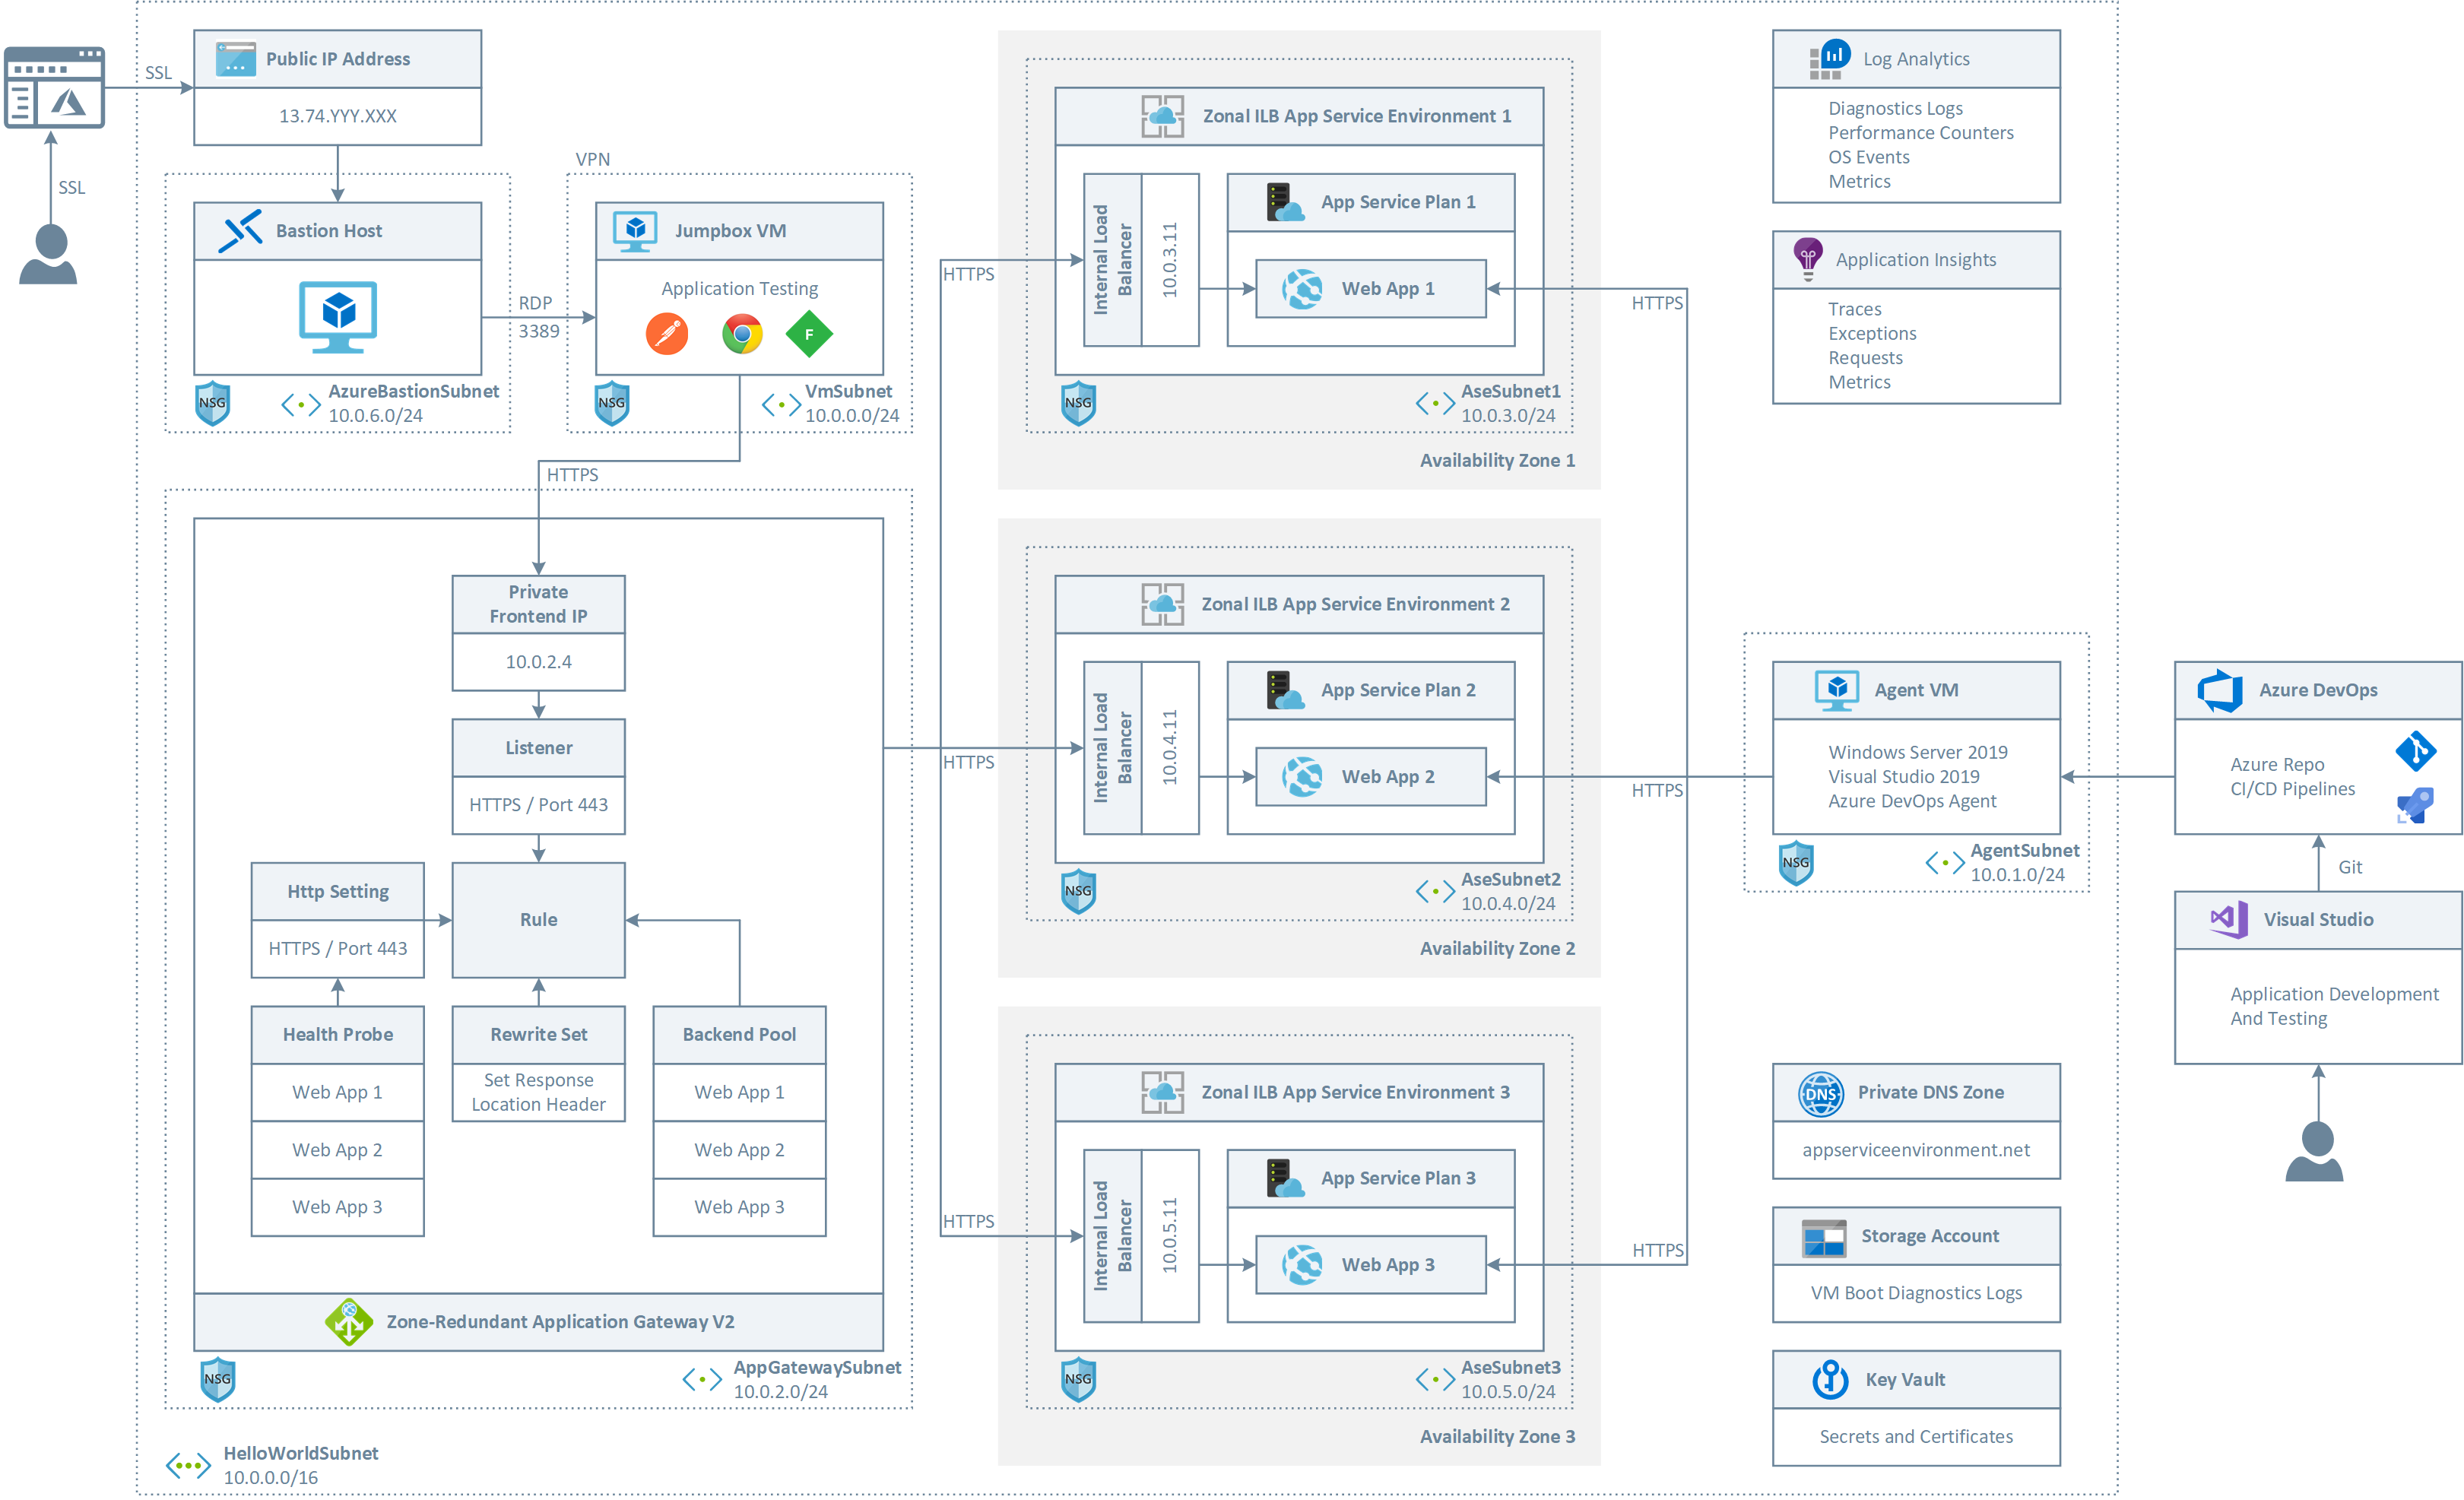 SSL
SSL
Public IP Address
13.74.YYY.XXX
Bastion Host
NSG
AzureBastionSubnet
10.0.6.0/24
RDP
3389
VPN
Jumpbox VM
Application Testing
F
NSG
VmSubnet
10.0.0.0/24
HTTPS
Private
Frontend IP
10.0.2.4
Listener
HTTPS / Port 443
Http Setting
HTTPS / Port 443
Rule
Health Probe
Web App 1
Web App 2
Web App 3
Rewrite Set
Set Response
Location Header
Backend Pool
Web App 1
Web App 2
Web App 3
Zone-Redundant Application Gateway V2
NSG
AppGatewaySubnet
10.0.2.0/24
HelloWorldSubnet
10.0.0.0/16
HTTPS
HTTPS
HTTPS
Zonal ILB App Service Environment 1
Internal Load
Balancer
10.0.3.11
App Service Plan 1
Web App 1
NSG
AseSubnet1
10.0.3.0/24
Availability Zone 1
Zonal ILB App Service Environment 2
Internal Load
Balancer
10.0.4.11
App Service Plan 2
Web App 2
NSG
AseSubnet2
10.0.4.0/24
Availability Zone 2
Zonal ILB App Service Environment 3
Internal Load
Balancer
10.0.5.11
App Service Plan 3
Web App 3
NSG
AseSubnet3
10.0.5.0/24
Availability Zone 3
HTTPS
HTTPS
HTTPS
Log Analytics
Diagnostics Logs
Performance Counters
OS Events
Metrics
Application Insights
Traces
Exceptions
Requests
Metrics
Agent VM
Windows Server 2019
Visual Studio 2019
Azure DevOps Agent
NSG
AgentSubnet
10.0.1.0/24
DNS
Private DNS Zone
appserviceenvironment.net
Storage Account
VM Boot Diagnostics Logs
Key Vault
Secrets and Certificates
Azure DevOps
Azure Repo
CI/CD Pipelines
Git
Visual Studio
Application Development
And Testing